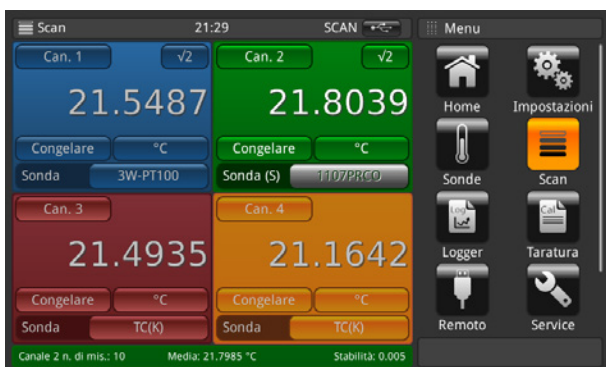 Scan 21:29 SCAN
Menu
Can. 1 √2
21.5487
Congelare °C
Sonda 3W-PT100
Can. 2 √2
21.8039
Congelare °C
Sonda (S) 1107PRCO
Can. 3
21.4935
Congelare °C
Sonda TC(K)
Can. 4
21.1642
Congelare °C
Sonda TC(K)
Canale 2 n. di mis.: 10 Media: 21.7985 °C Stabilità: 0.005
Home Impostazioni
Sonde Scan
Log
Cal
Logger Taratura
Remoto Service